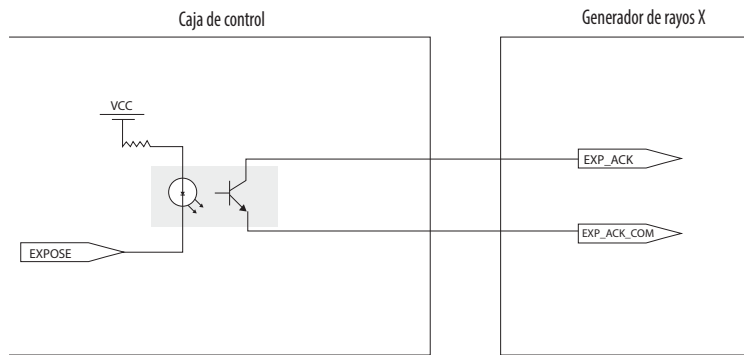 Caja de control
Generador de rayos X
VCC
EXP_ACK
EXP_ACK_COM
EXPOSE